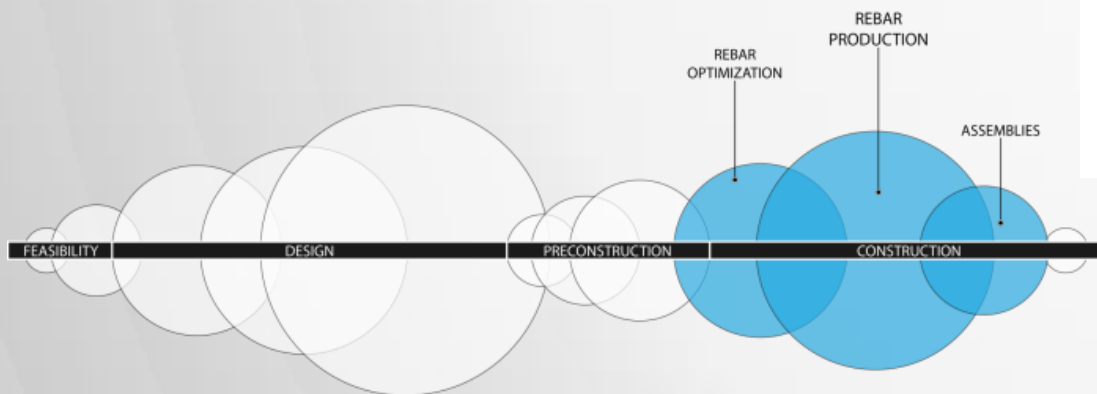 REBAR
PRODUCTION
REBAR
OPTIMIZATION
ASSEMBLIES
FEASIBILITY
DESIGN
PRECONSTRUCTION
CONSTRUCTION